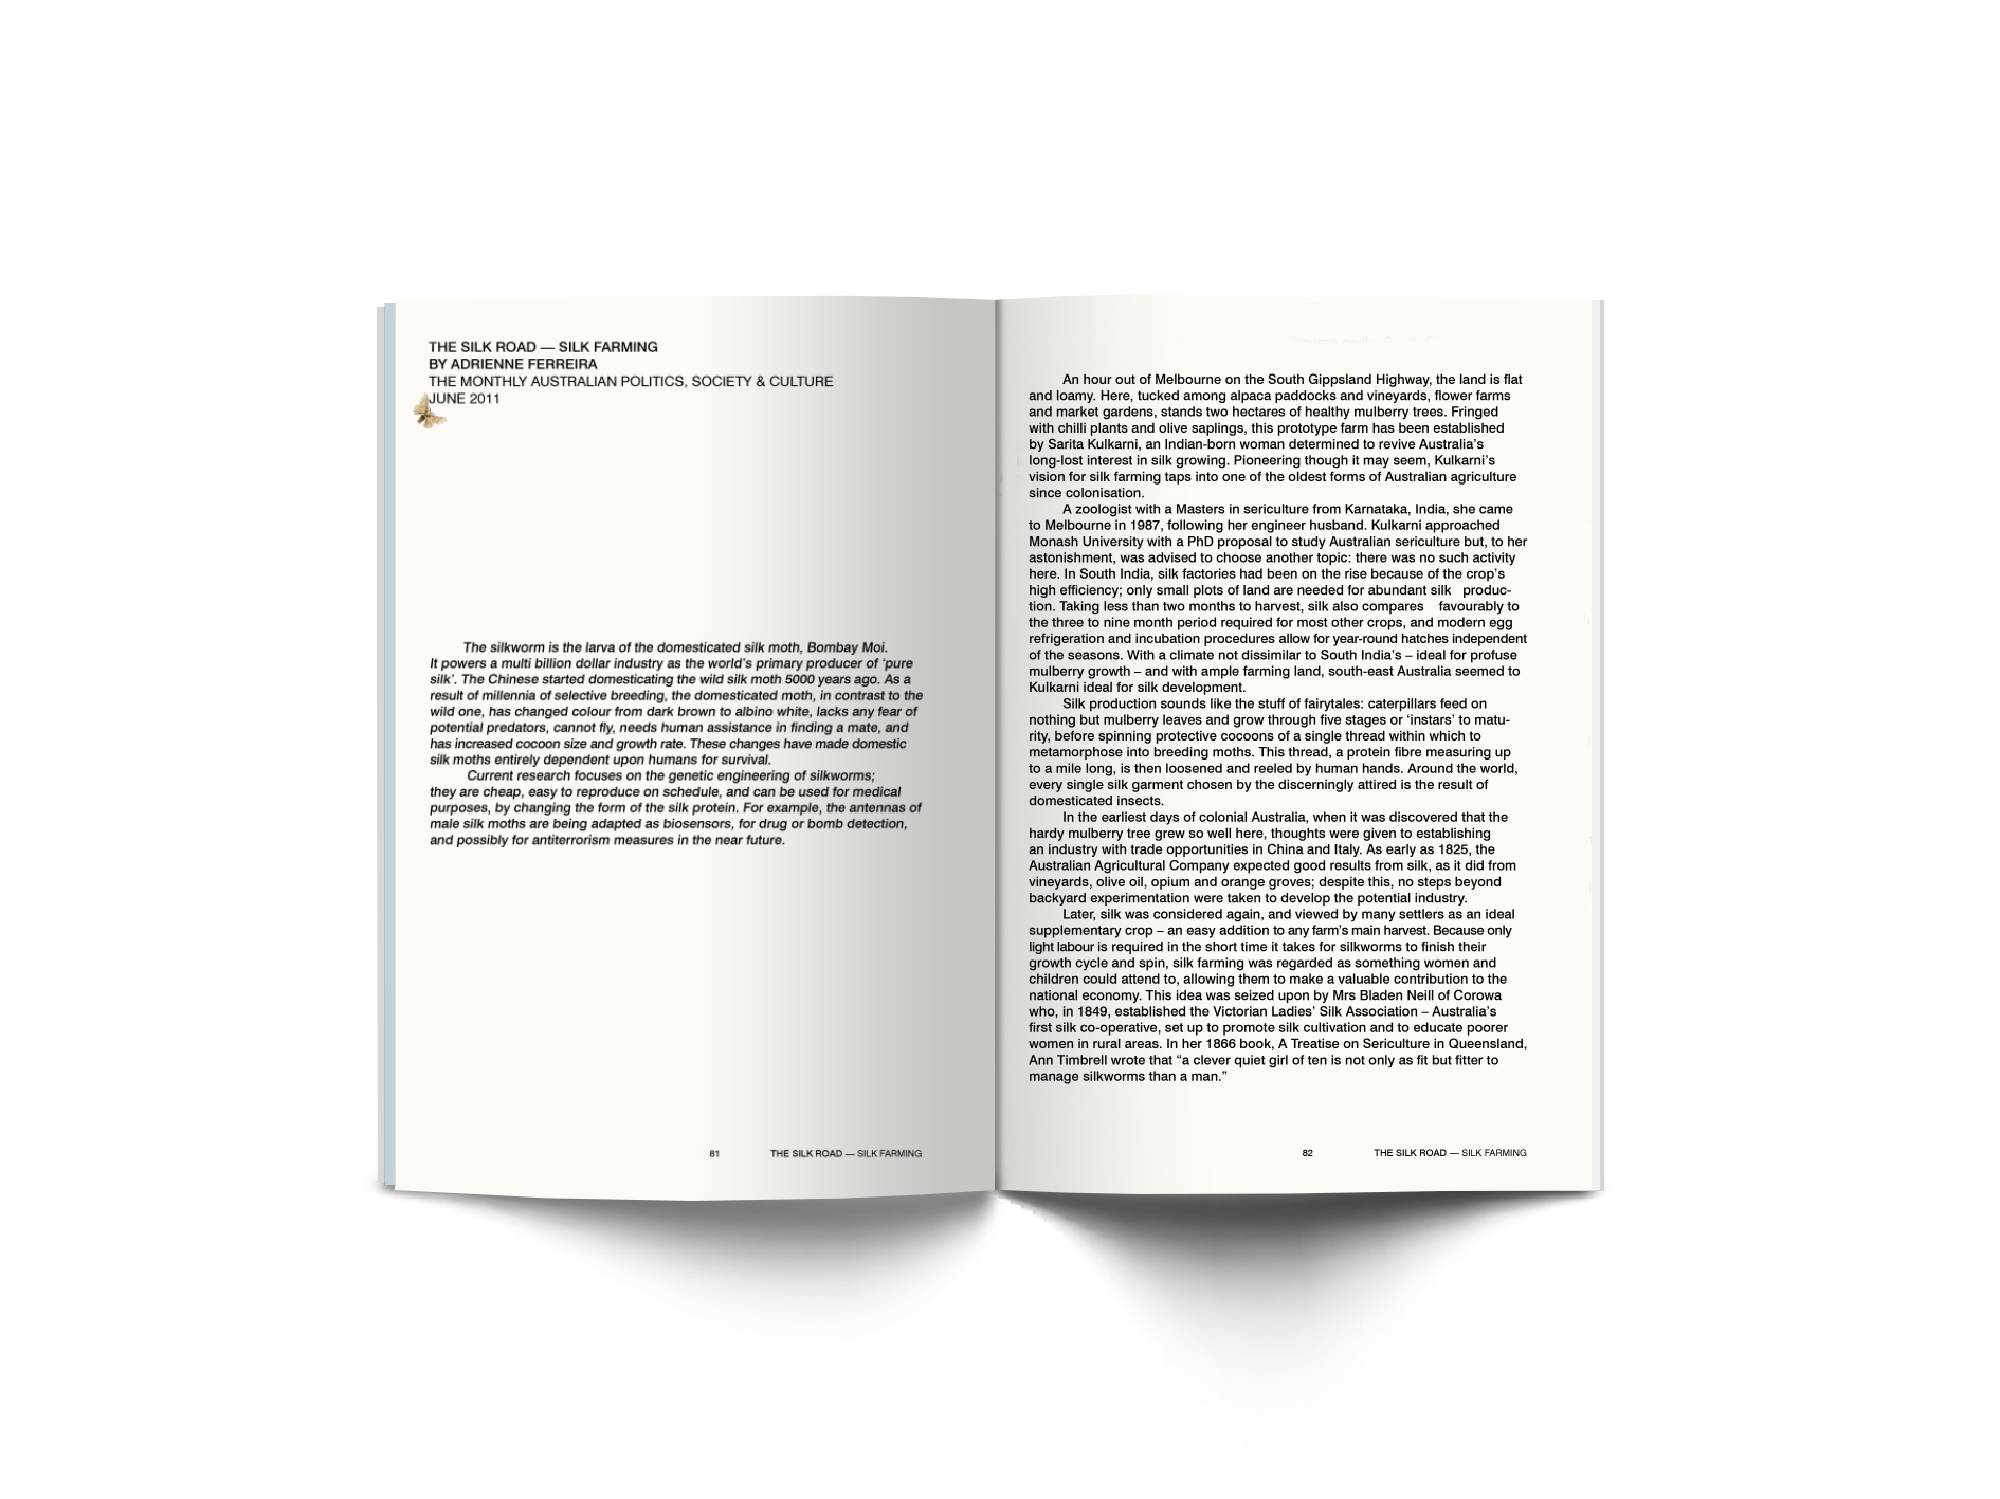 THE SILK ROAD — SILK FARMING
BY ADRIENNE FERREIRA
THE MONTHLY AUSTRALIAN POLITICS, SOCIETY & CULTURE
JUNE 2011
The silkworm is the larva of the domesticated silk moth, Bombay Moi.
It powers a multi billion dollar industry as the world's primary producer of 'pure
silk'. The Chinese started domesticating the wild silk moth 5000 years ago. As a
result of millennia of selective breeding, the domesticated moth, in contrast to the
wild one, has changed colour from dark brown to albino white, lacks any fear of
potential predators, cannot fly, needs human assistance in finding a mate, and
has increased cocoon size and growth rate. These changes have made domestic
silk moths entirely dependent upon humans for survival.
Current research focuses on the genetic engineering of silkworms;
they are cheap, easy to reproduce on schedule, and can be used for medical
purposes, by changing the form of the silk protein. For example, the antennas of
male silk moths are being adapted as biosensors, for drug or bomb detection,
and possibly for antiterrorism measures in the near future.
81 THE SILK ROAD — SILK FARMING
An hour out of Melbourne on the South Gippsland Highway, the land is flat
and loamy. Here, tucked among alpaca paddocks and vineyards, flower farms
and market gardens, stands two hectares of healthy mulberry trees. Fringed
with chilli plants and olive saplings, this prototype farm has been established
by Sarita Kulkarni, an Indian-born woman determined to revive Australia's
long-lost interest in silk growing. Pioneering though it may seem, Kulkarni's
vision for silk farming taps into one of the oldest forms of Australian agriculture
since colonisation.
A zoologist with a Masters in sericulture from Karnataka, India, she came
to Melbourne in 1987, following her engineer husband. Kulkarni approached
Monash University with a PhD proposal to study Australian sericulture but, to her
astonishment, was advised to choose another topic: there was no such activity
here. In South India, silk factories had been on the rise because of the crop's
high efficiency; only small plots of land are needed for abundant silk produc-
tion. Taking less than two months to harvest, silk also compares favourably to
the three to nine month period required for most other crops, and modern egg
refrigeration and incubation procedures allow for year-round hatches independent
of the seasons. With a climate not dissimilar to South India's – ideal for profuse
mulberry growth – and with ample farming land, south-east Australia seemed to
Kulkarni ideal for silk development.
Silk production sounds like the stuff of fairytales: caterpillars feed on
nothing but mulberry leaves and grow through five stages or 'instars' to matu-
rity, before spinning protective cocoons of a single thread within which to
metamorphose into breeding moths. This thread, a protein fibre measuring up
to a mile long, is then loosened and reeled by human hands. Around the world,
every single silk garment chosen by the discerningly attired is the result of
domesticated insects.
In the earliest days of colonial Australia, when it was discovered that the
hardy mulberry tree grew so well here, thoughts were given to establishing
an industry with trade opportunities in China and Italy. As early as 1825, the
Australian Agricultural Company expected good results from silk, as it did from
vineyards, olive oil, opium and orange groves; despite this, no steps beyond
backyard experimentation were taken to develop the potential industry.
Later, silk was considered again, and viewed by many settlers as an ideal
supplementary crop – an easy addition to any farm's main harvest. Because only
light labour is required in the short time it takes for silkworms to finish their
growth cycle and spin, silk farming was regarded as something women and
children could attend to, allowing them to make a valuable contribution to the
national economy. This idea was seized upon by Mrs Bladen Neill of Corowa
who, in 1849, established the Victorian Ladies' Silk Association – Australia's
first silk co-operative, set up to promote silk cultivation and to educate poorer
women in rural areas. In her 1866 book, A Treatise on Sericulture in Queensland,
Ann Timbrell wrote that "a clever quiet girl of ten is not only as fit but fitter to
manage silkworms than a man."
82 THE SILK ROAD — SILK FARMING